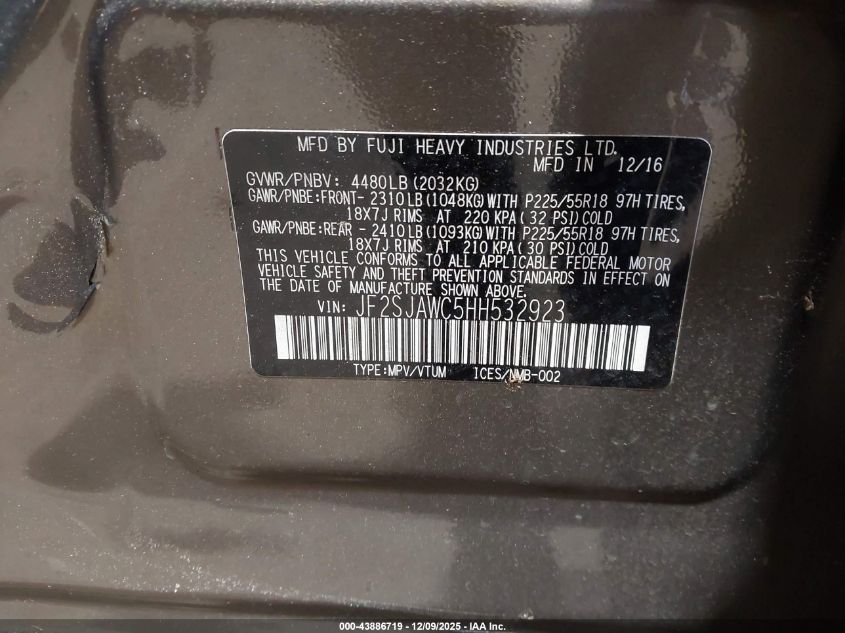 MFD BY FUJI HEAVY INDUSTRIES LTD.
MFD IN 12/16
GVWR/PNBV: 4480LB(2032KG)
GAWR/PNBE:FRONT- 2310LB(1048KG)WITH P225/55R18 97H TIRES,
18X7J RIMS AT 220 KPA(32 PSI)COLD
GAWR/PNBE:REAR - 2410LB(1093KG)WITH P225/55R18 97H TIRES,
18X7J RIMS AT 210 KPA(30 PSI)COLD
THIS VEHICLE CONFORMS TO ALL APPLICABLE FEDERAL MOTOR
VEHICLE SAFETY AND THEFT PREVENTION STANDARDS IN EFFECT ON
THE DATE OF MANUFACTURE SHOWN ABOVE.
VIN: JF2SJAWC5HH532923
TYPE:MPV/VTUM ICES/NMB-002
000-43886719 - 12/09/2025 - IAA Inc.